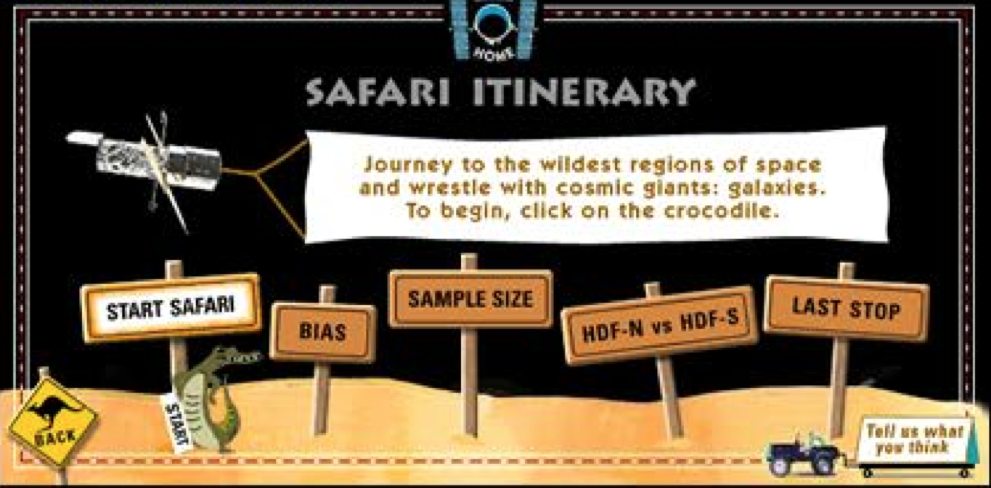 HOME
SAFARI ITINERARY
Journey to the wildest regions of space
and wrestle with cosmic giants: galaxies.
To begin, click on the crocodile.
START SAFARI
BIAS
SAMPLE SIZE
HDF-N vs HDF-S
LAST STOP
START
BACK
Tell us what
you think